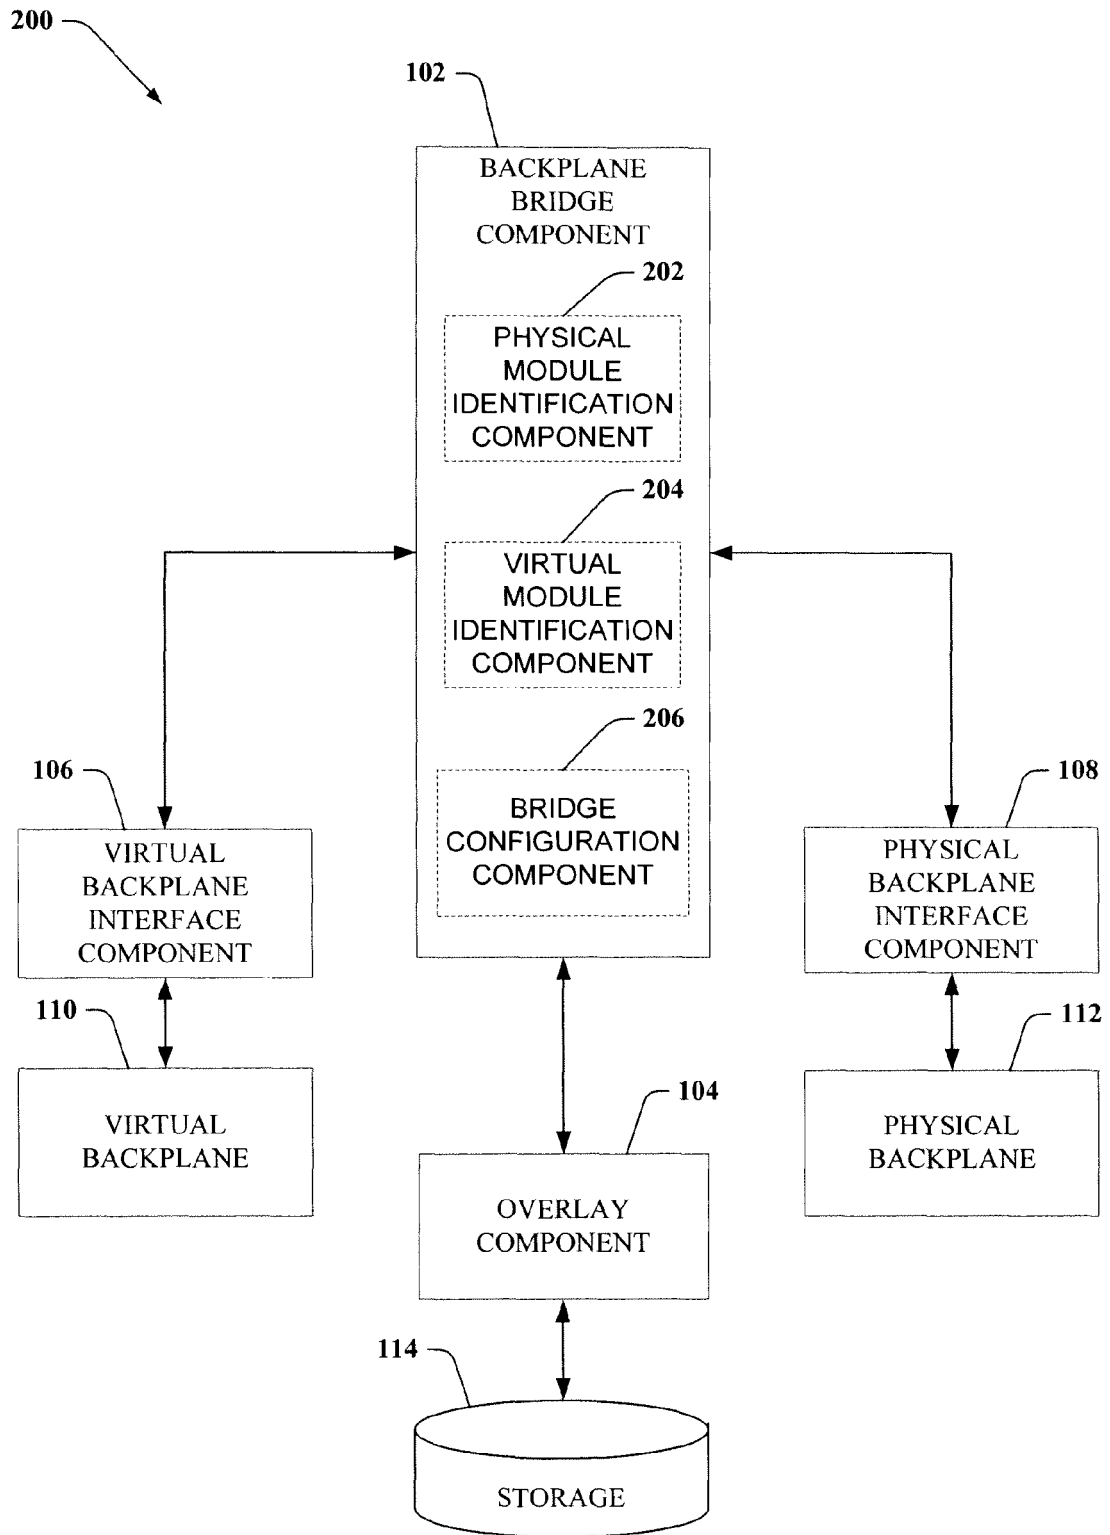 200
102
BACKPLANE
BRIDGE
COMPONENT
202
PHYSICAL
MODULE
IDENTIFICATION
COMPONENT
204
VIRTUAL
MODULE
IDENTIFICATION
COMPONENT
206
BRIDGE
CONFIGURATION
COMPONENT
106
VIRTUAL
BACKPLANE
INTERFACE
COMPONENT
108
PHYSICAL
BACKPLANE
INTERFACE
COMPONENT
110
VIRTUAL
BACKPLANE
112
PHYSICAL
BACKPLANE
104
OVERLAY
COMPONENT
114
STORAGE